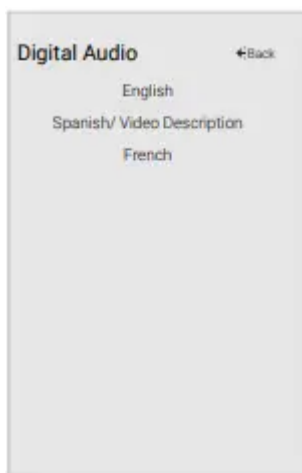 Digital Audio
←Back
English
Spanish/ Video Description
French